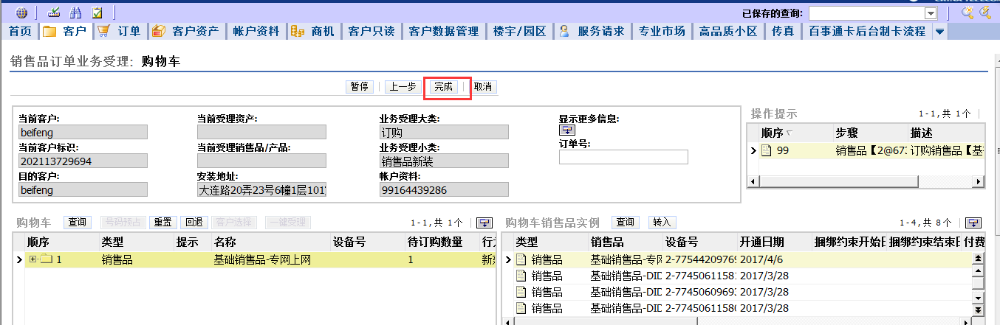 已保存的查询:
首页 客户 订单 客户资产 帐户资料 商机 客户只读 客户数据管理 楼宇/园区 服务请求 专业市场 高品质小区 传真 百事通卡后台制卡流程
销售品订单业务受理: 购物车
暂停 上一步 完成 取消
当前客户: 当前受理资产: 业务受理大类: 显示更多信息:
beifeng 订购
当前客户标识: 当前受理销售品/产品: 业务受理小类: 订单号:
202113729694 销售品新装
目的客户: 安装地址: 帐户资料:
beifeng 大连路20弄23号6幢1层101 99164439286
操作提示 1-1,共 1个
顺序 步骤 描述
99 销售品【2@67 订购销售品【基
购物车 查询 号码预占 重置 回退 客户选择 一键受理 1-1,共 1个
顺序 类型 提示 名称 设备号 待订购数量 行
1 销售品 基础销售品-专网上网 1 新
购物车销售品实例 查询 转入 1-4,共 8个
类型 销售品 设备号 开通日期 捆绑约束开始日 捆绑约束结束日 付费
销售品 基础销售品-专网 2-77544209769 2017/4/6
销售品 基础销售品-DID 2-77450611581 2017/3/28
销售品 基础销售品-DID 2-7745060969 2017/3/28
销售品 基础销售品-DID 2-77450611580 2017/3/28